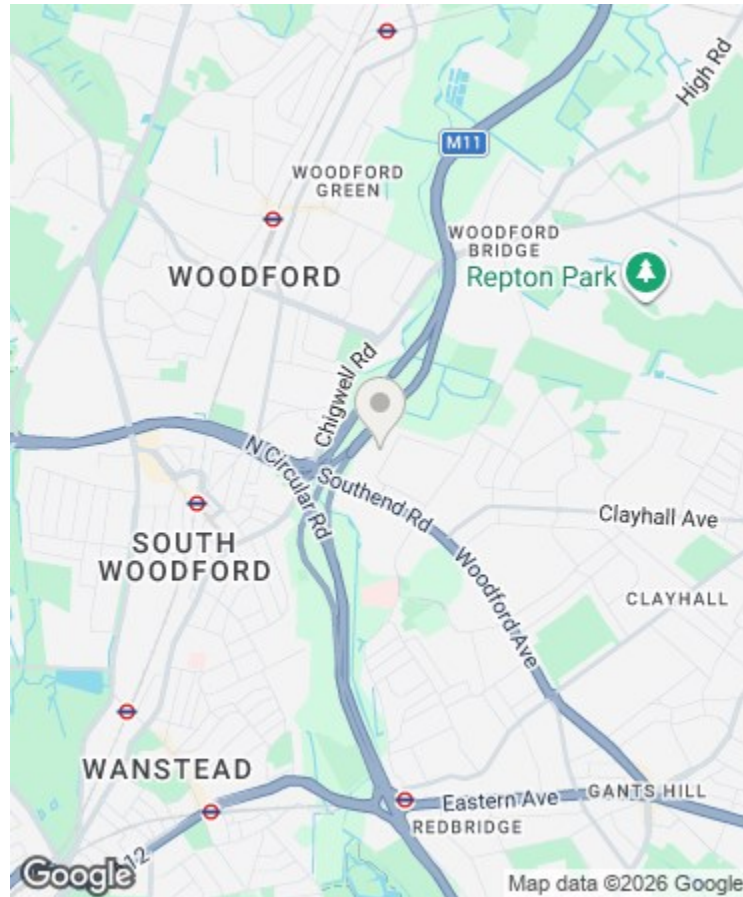 High Rd
M11
WOODFORD
GREEN
WOODFORD
BRIDGE
WOODFORD
Repton Park
Chigwell Rd
N Circular Rd
Southend Rd
Clayhall Ave
SOUTH
WOODFORD
Woodford Ave
CLAYHALL
WANSTEAD
Eastern Ave
GANTS HILL
REDBRIDGE
Google
Map data ©2026 Google